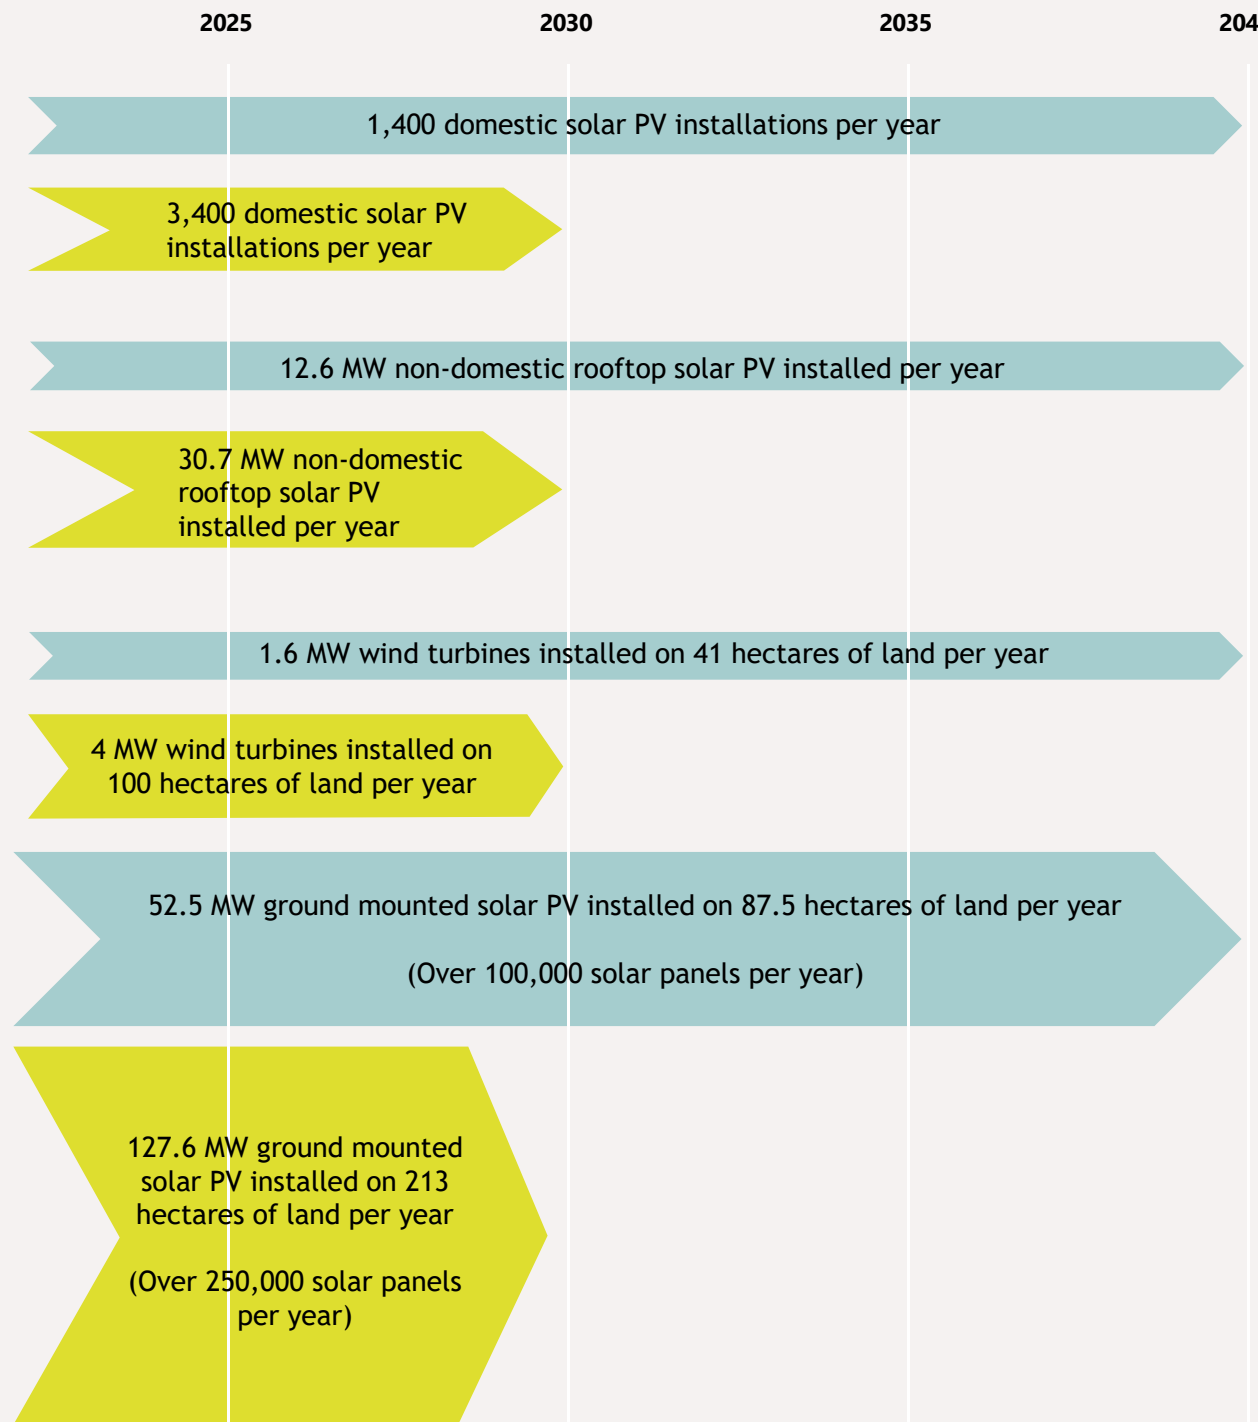 2025 2030 2035 204
1,400 domestic solar PV installations per year
3,400 domestic solar PV
installations per year
12.6 MW non-domestic rooftop solar PV installed per year
30.7 MW non-domestic
rooftop solar PV
installed per year
1.6 MW wind turbines installed on 41 hectares of land per year
4 MW wind turbines installed on
100 hectares of land per year
52.5 MW ground mounted solar PV installed on 87.5 hectares of land per year
(Over 100,000 solar panels per year)
127.6 MW ground mounted
solar PV installed on 213
hectares of land per year
(Over 250,000 solar panels
per year)